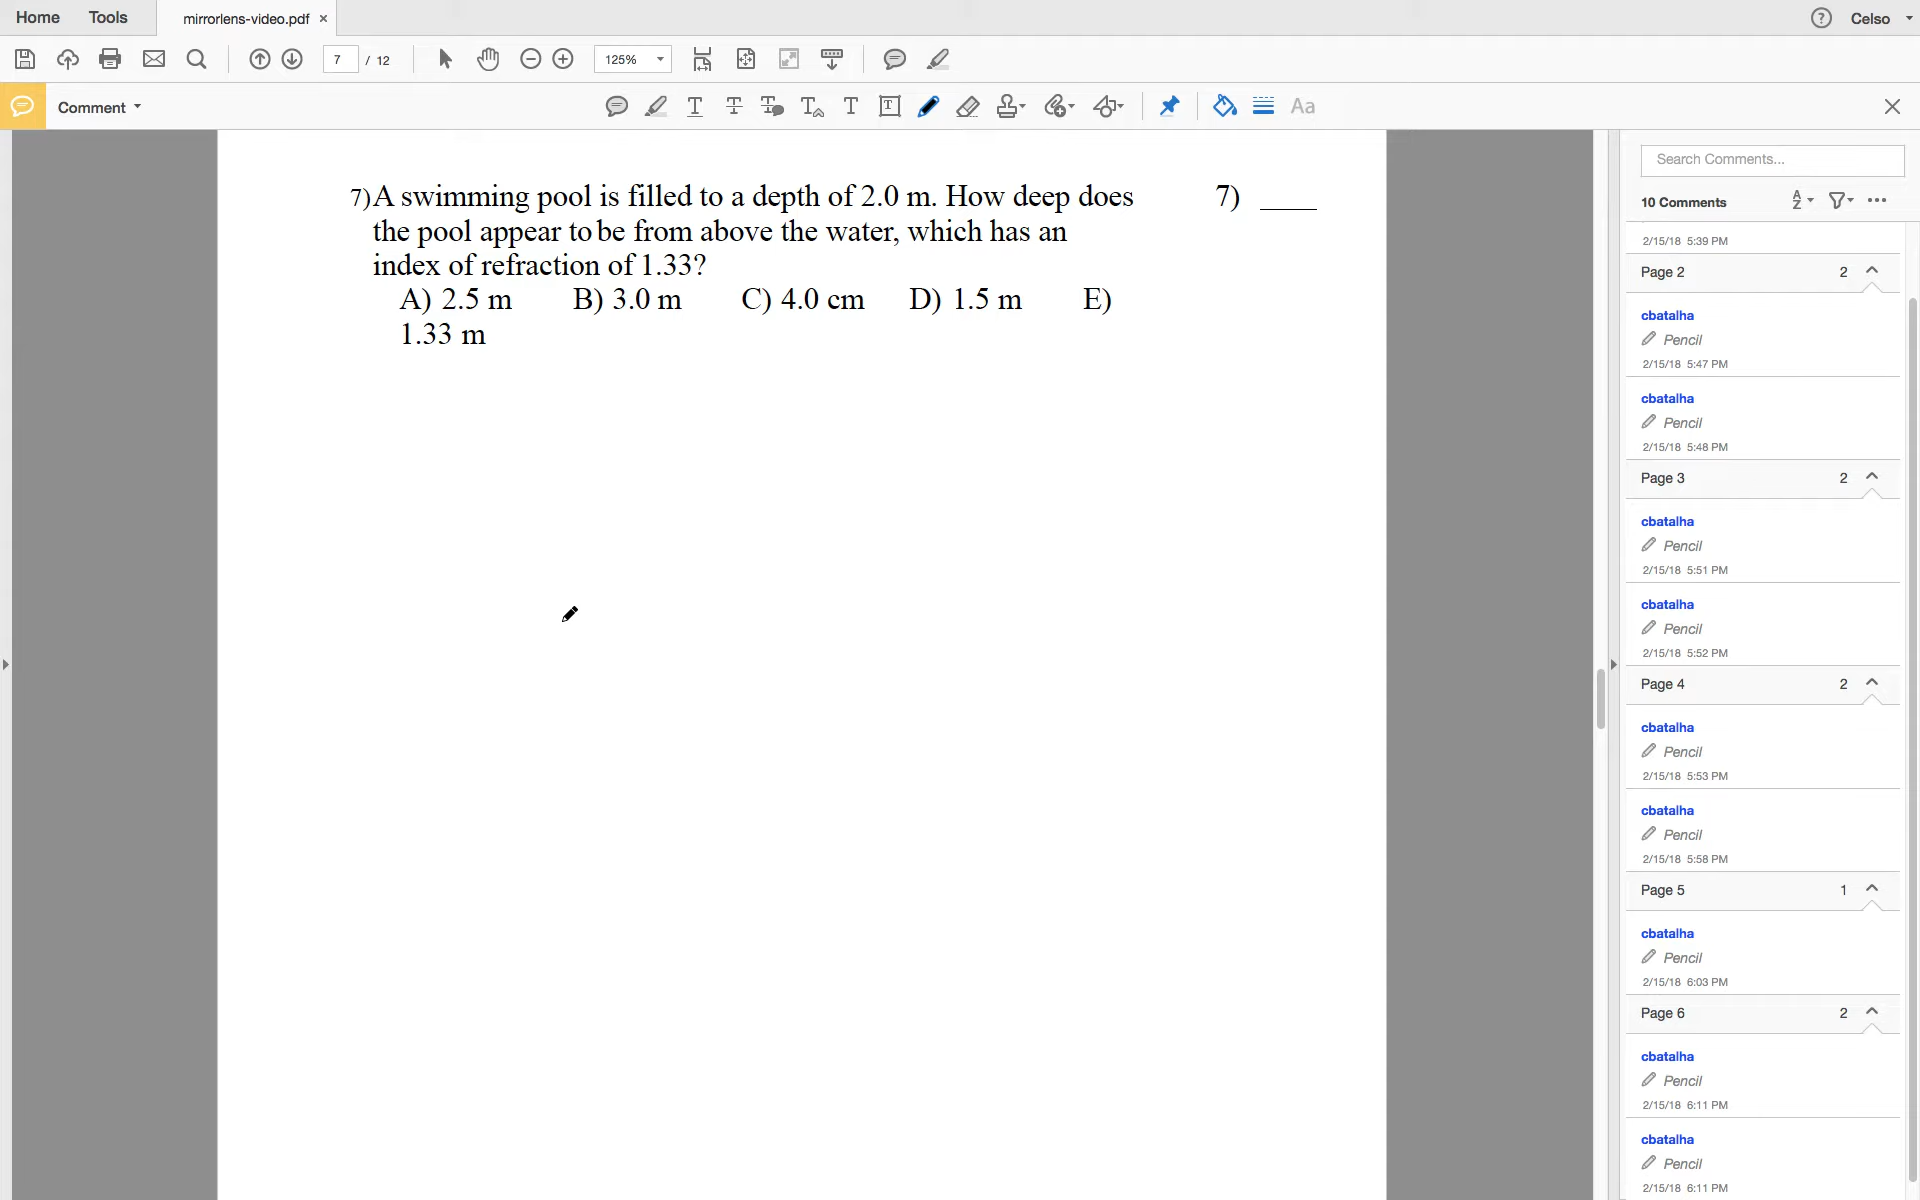 Home Tools mirrorlens-video.pdf × ? Celso
7 / 12 125%
Comment Aa
7)A swimming pool is filled to a depth of 2.0 m. How deep does 7) ____
the pool appear to be from above the water, which has an
index of refraction of 1.33?
A) 2.5 m B) 3.0 m C) 4.0 cm D) 1.5 m E)
1.33 m
Search Comments...
10 Comments
2/15/18 5:39 PM
Page 2 2
cbatalha
Pencil
2/15/18 5:47 PM
cbatalha
Pencil
2/15/18 5:48 PM
Page 3 2
cbatalha
Pencil
2/15/18 5:51 PM
cbatalha
Pencil
2/15/18 5:52 PM
Page 4 2
cbatalha
Pencil
2/15/18 5:53 PM
cbatalha
Pencil
2/15/18 5:58 PM
Page 5 1
cbatalha
Pencil
2/15/18 6:03 PM
Page 6 2
cbatalha
Pencil
2/15/18 6:11 PM
cbatalha
Pencil
2/15/18 6:11 PM